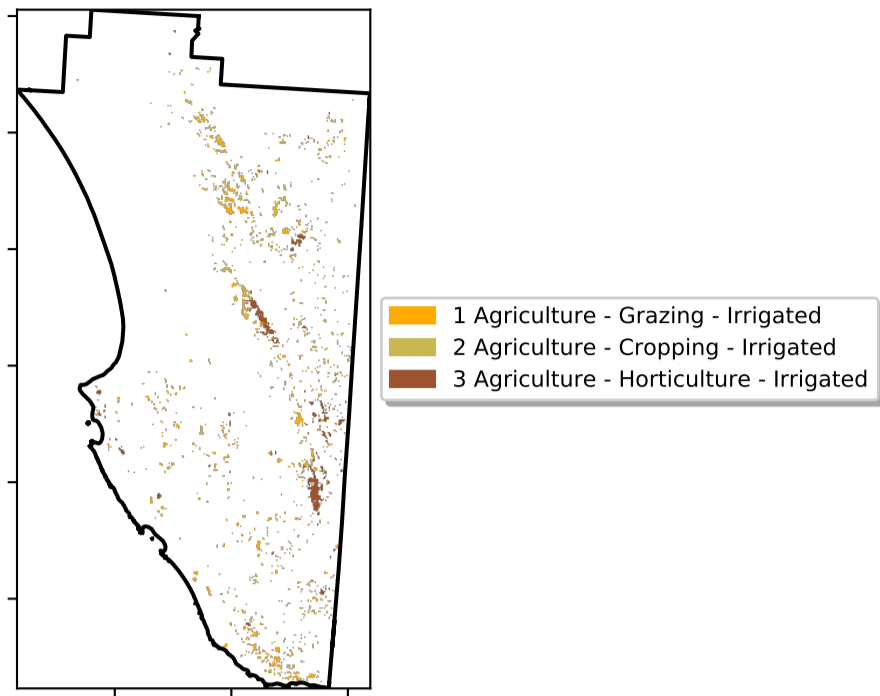 1 Agriculture - Grazing - Irrigated
2 Agriculture - Cropping - Irrigated
3 Agriculture - Horticulture - Irrigated